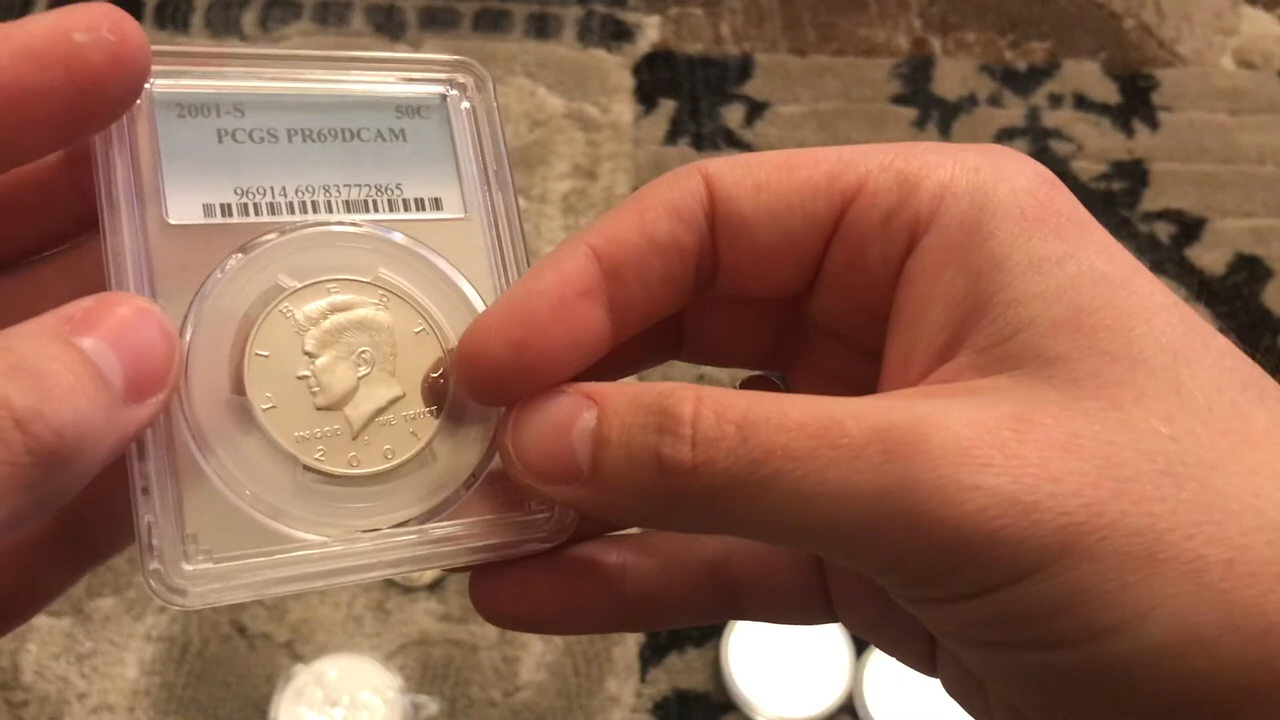 2001-S 50C
PCGS PR69DCAM
96914.69/83772865
LIBERTY
IN GOD WE TRUST
S
2001